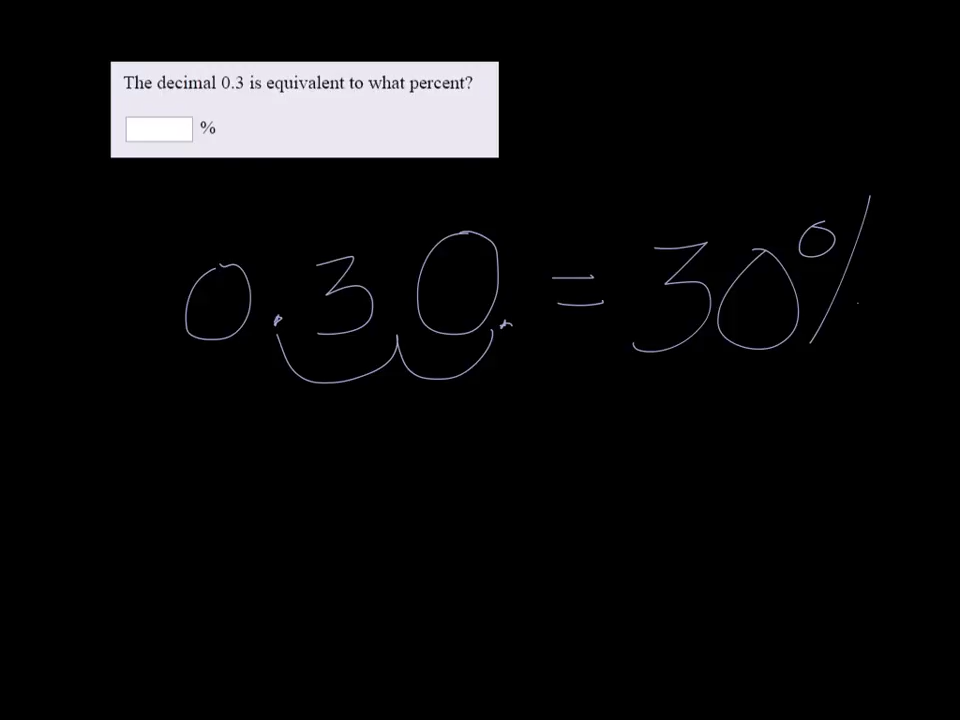 The decimal 0.3 is equivalent to what percent?
%
0.30. = 30%